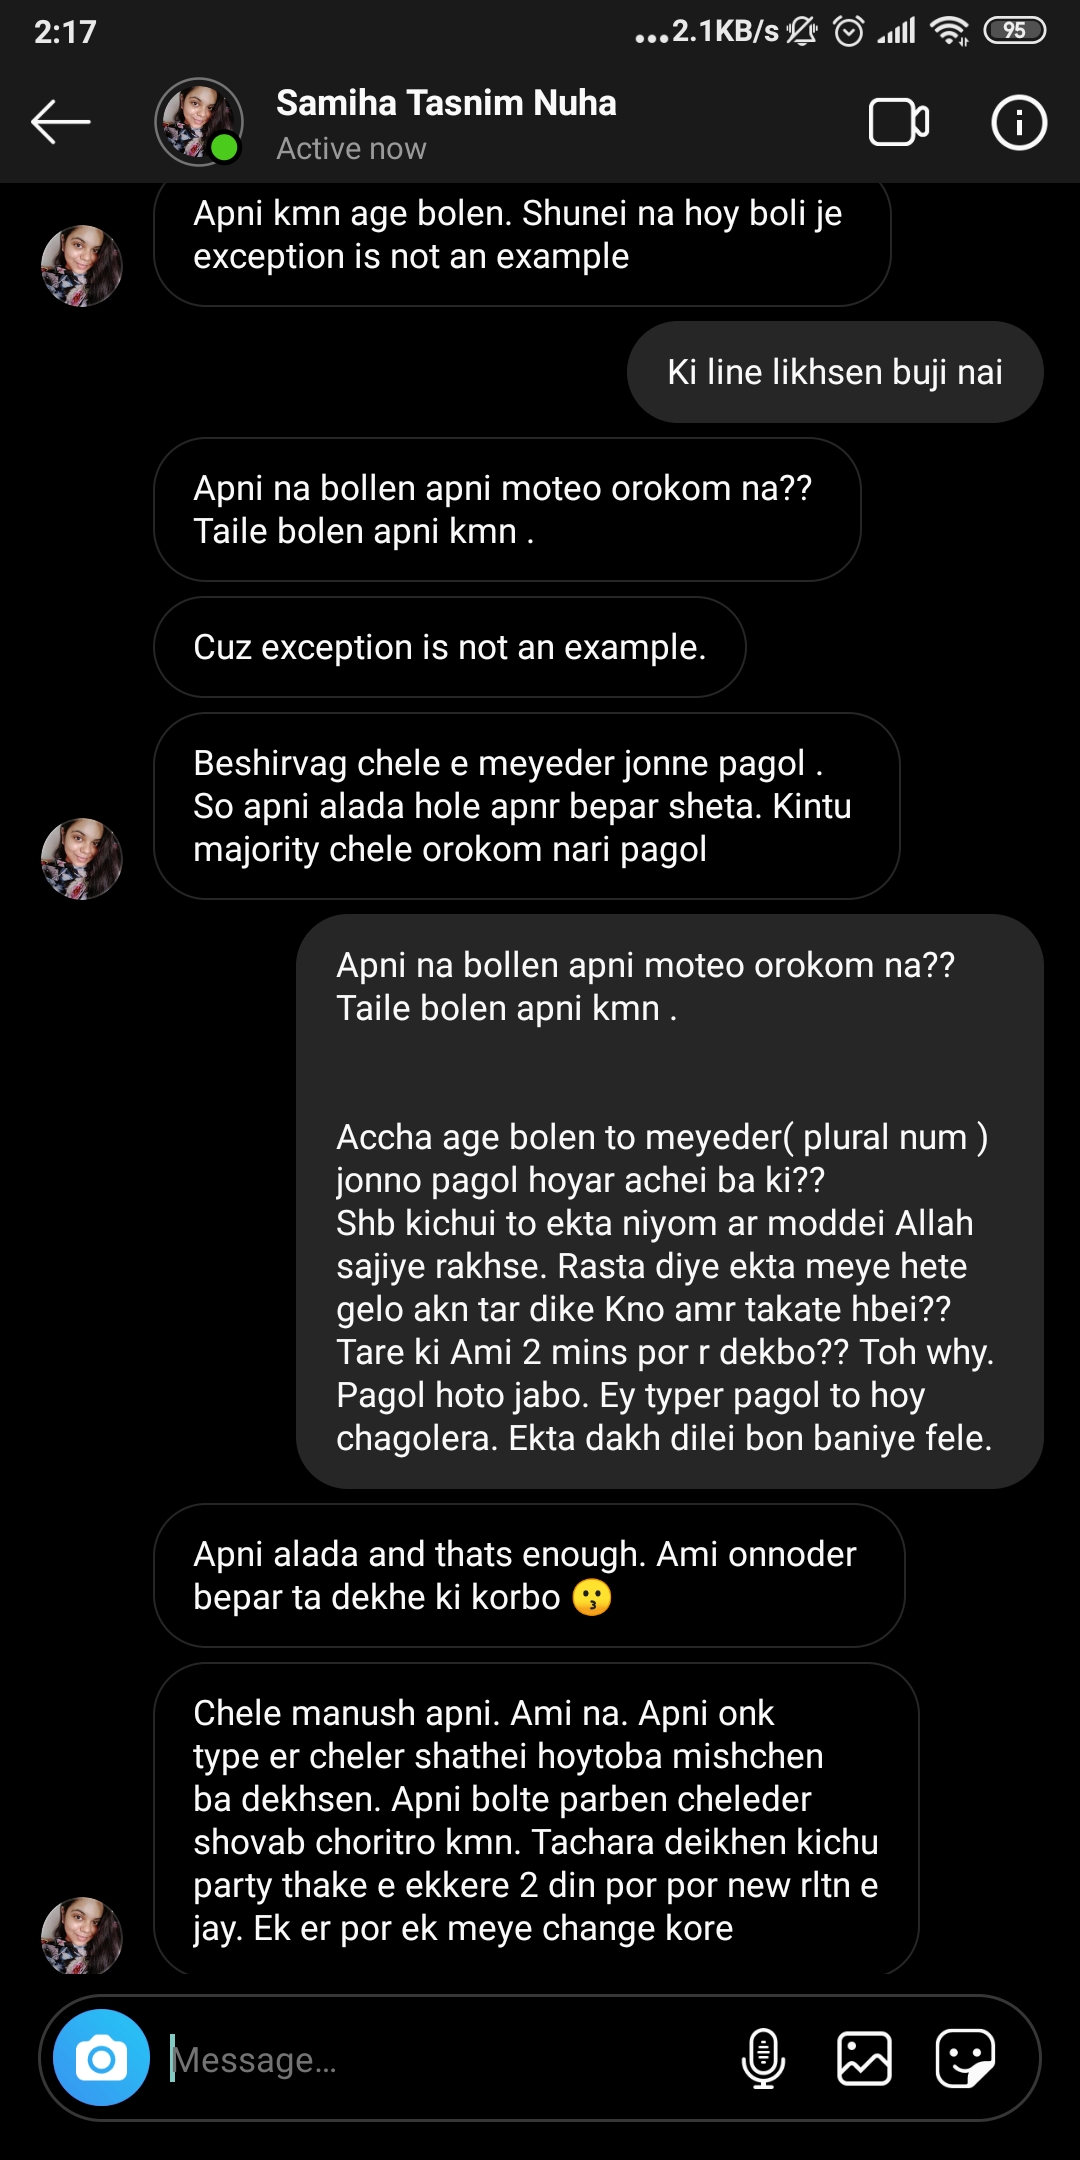 2:17
...2.1KB/s
95
Samiha Tasnim Nuha
Active now
Apni kmn age bolen. Shunei na hoy boli je
exception is not an example
Ki line likhsen buji nai
Apni na bollen apni moteo orokom na??
Taile bolen apni kmn .
Cuz exception is not an example.
Beshirvag chele e meyeder jonne pagol .
So apni alada hole apnr bepar sheta. Kintu
majority chele orokom nari pagol
Apni na bollen apni moteo orokom na??
Taile bolen apni kmn .
Accha age bolen to meyeder( plural num )
jonno pagol hoyar achei ba ki??
Shb kichui to ekta niyom ar moddei Allah
sajiye rakhse. Rasta diye ekta meye hete
gelo akn tar dike Kno amr takate hbei??
Tare ki Ami 2 mins por r dekbo?? Toh why.
Pagol hoto jabo. Ey typer pagol to hoy
chagolera. Ekta dakh dilei bon baniye fele.
Apni alada and thats enough. Ami onnoder
bepar ta dekhe ki korbo 😗
Chele manush apni. Ami na. Apni onk
type er cheler shathei hoytoba mishchen
ba dekhsen. Apni bolte parben cheleder
shovab choritro kmn. Tachara deikhen kichu
party thake e ekkere 2 din por por new rltn e
jay. Ek er por ek meye change kore
Message...